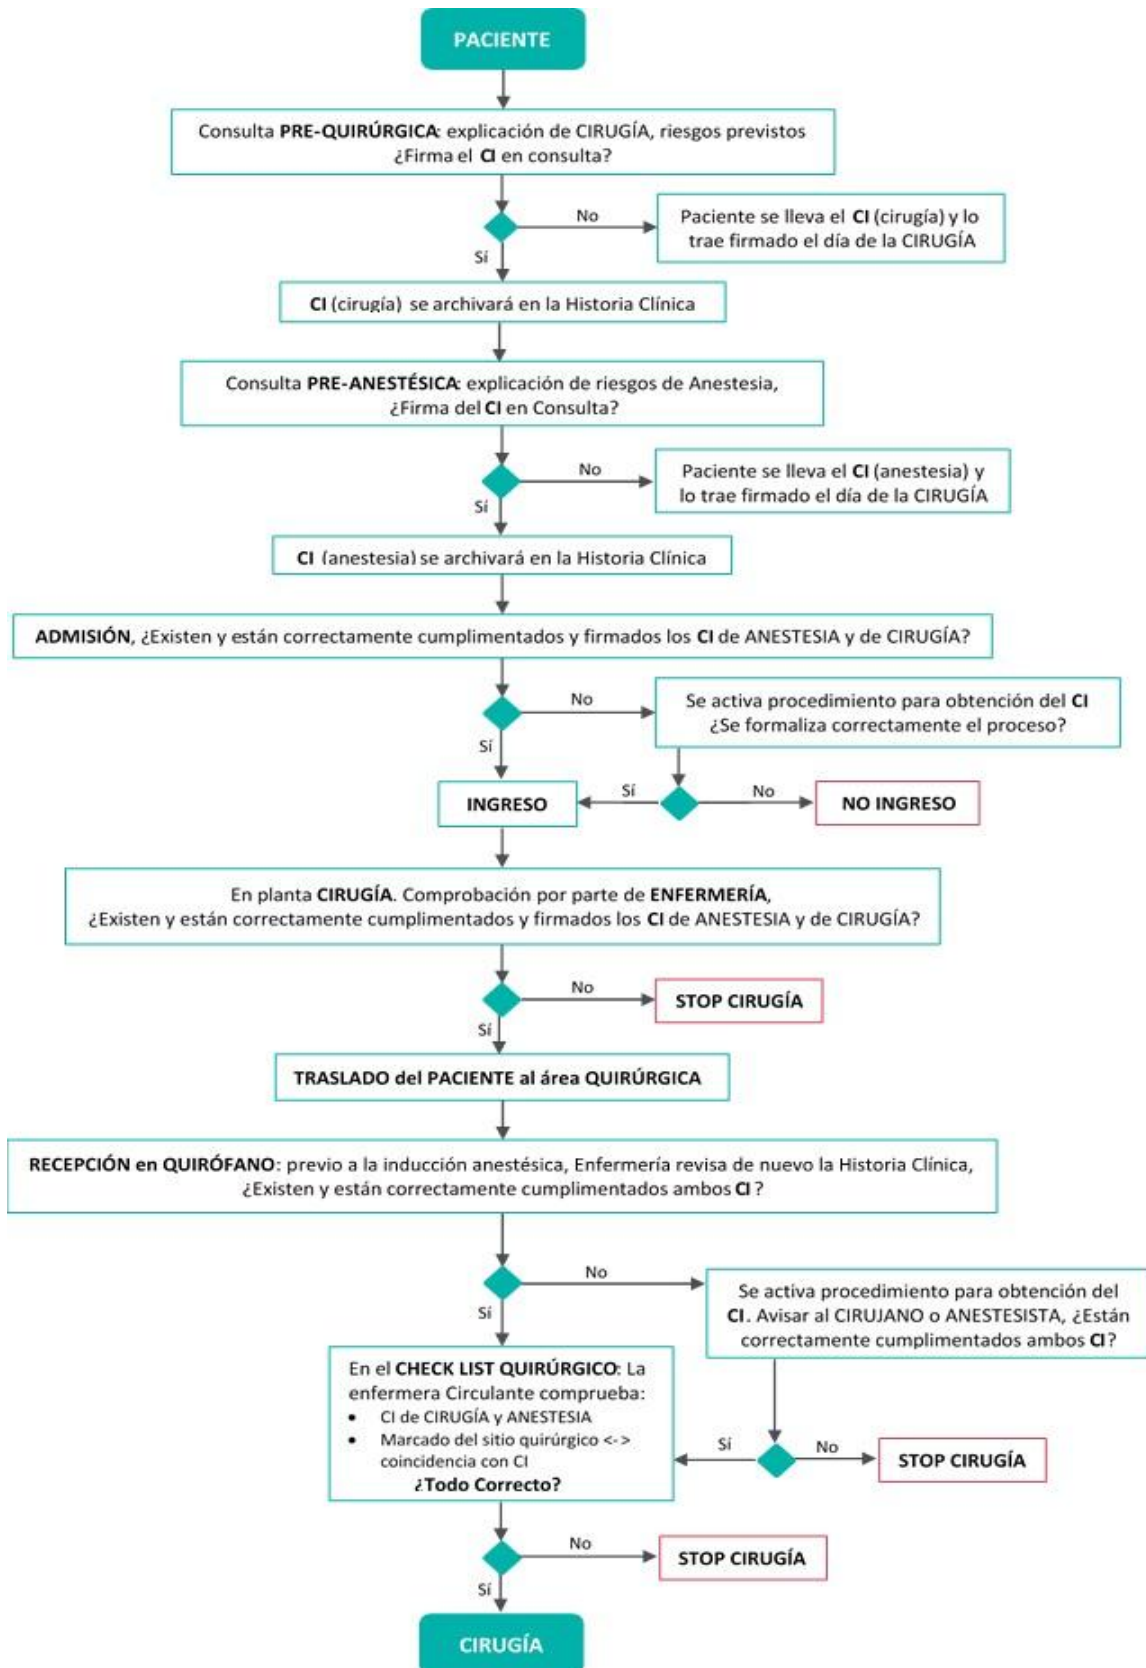 PACIENTE
Consulta PRE-QUIRÚRGICA: explicación de CIRUGÍA, riesgos previstos
¿Firma el CI en consulta?
No
Paciente se lleva el CI (cirugía) y lo
trae firmado el día de la CIRUGÍA
Sí
CI (cirugía) se archivará en la Historia Clínica
Consulta PRE-ANESTÉSICA: explicación de riesgos de Anestesia,
¿Firma del CI en Consulta?
No
Paciente se lleva el CI (anestesia) y
lo trae firmado el día de la CIRUGÍA
Sí
CI (anestesia) se archivará en la Historia Clínica
ADMISIÓN, ¿Existen y están correctamente cumplimentados y firmados los CI de ANESTESIA y de CIRUGÍA?
No
Se activa procedimiento para obtención del CI
¿Se formaliza correctamente el proceso?
Sí
INGRESO
Sí
No
NO INGRESO
En planta CIRUGÍA. Comprobación por parte de ENFERMERÍA,
¿Existen y están correctamente cumplimentados y firmados los CI de ANESTESIA y de CIRUGÍA?
No
STOP CIRUGÍA
Sí
TRASLADO del PACIENTE al área QUIRÚRGICA
RECEPCIÓN en QUIRÓFANO: previo a la inducción anestésica, Enfermería revisa de nuevo la Historia Clínica,
¿Existen y están correctamente cumplimentados ambos CI?
No
Se activa procedimiento para obtención del
CI. Avisar al CIRUJANO o ANESTESISTA, ¿Están
correctamente cumplimentados ambos CI?
Sí
En el CHECK LIST QUIRÚRGICO: La
enfermera Circulante comprueba:
• CI de CIRUGÍA y ANESTESIA
• Marcado del sitio quirúrgico <->
coincidencia con CI
¿Todo Correcto?
Sí
No
STOP CIRUGÍA
No
STOP CIRUGÍA
Sí
CIRUGÍA